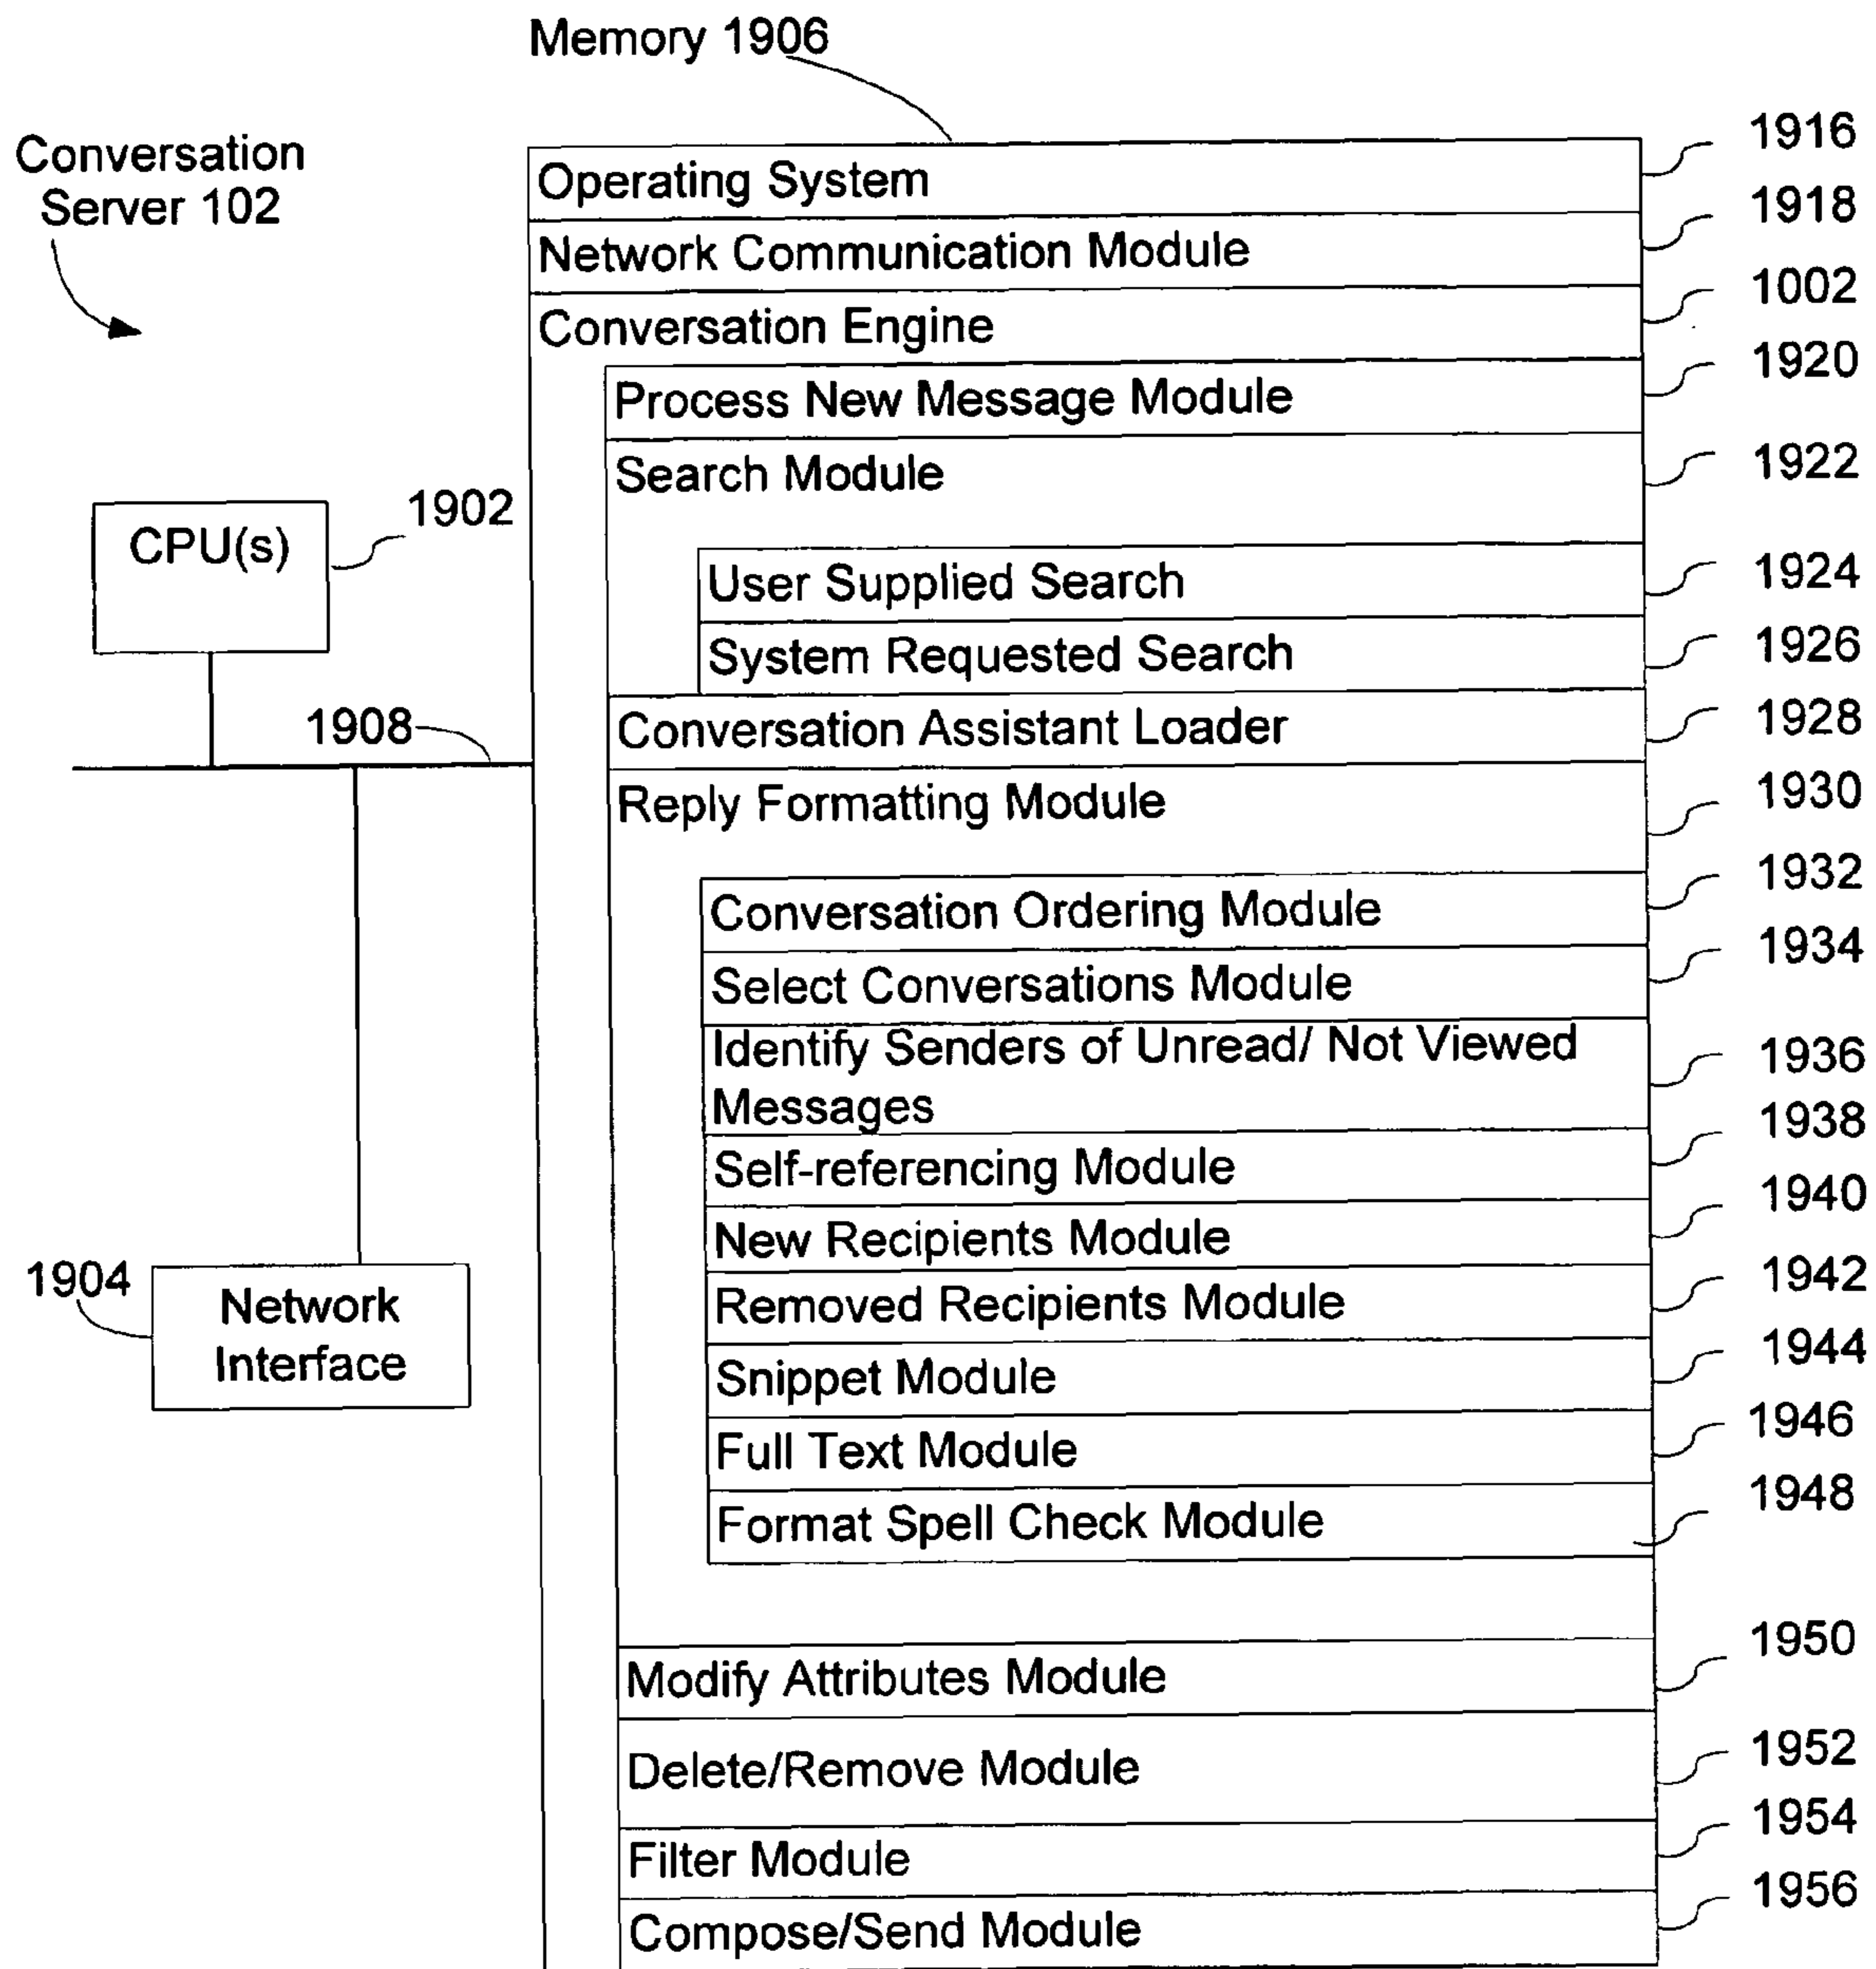 Memory 1906
Conversation
Server 102
Operating System
1916
Network Communication Module
1918
Conversation Engine
1002
Process New Message Module
1920
Search Module
1922
User Supplied Search
1924
System Requested Search
1926
Conversation Assistant Loader
1928
Reply Formatting Module
1930
Conversation Ordering Module
1932
Select Conversations Module
1934
Identify Senders of Unread/ Not Viewed
Messages
1936
Self-referencing Module
1938
New Recipients Module
1940
Removed Recipients Module
1942
Snippet Module
1944
Full Text Module
1946
Format Spell Check Module
1948
Modify Attributes Module
1950
Delete/Remove Module
1952
Filter Module
1954
Compose/Send Module
1956
CPU(s)
1902
1908
1904
Network
Interface